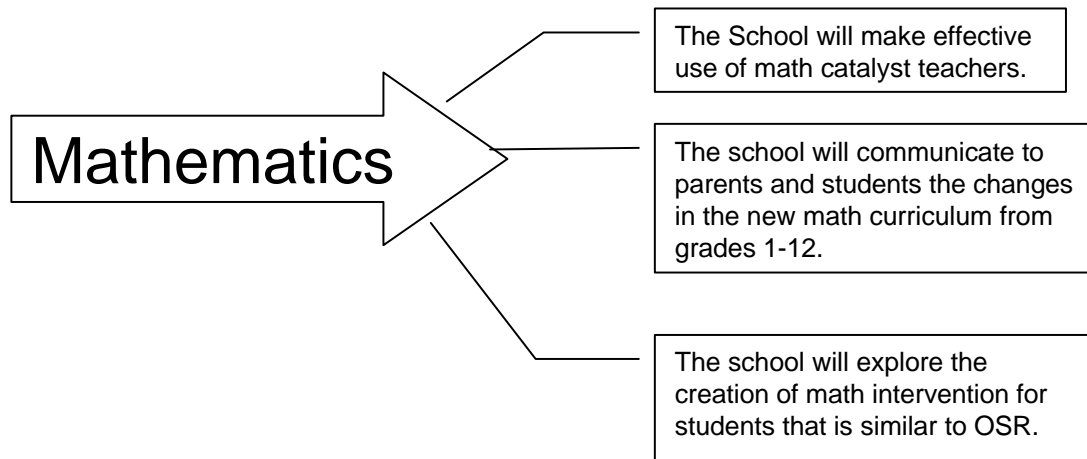 Mathematics
The School will make effective
use of math catalyst teachers.
The school will communicate to
parents and students the changes
in the new math curriculum from
grades 1-12.
The school will explore the
creation of math intervention for
students that is similar to OSR.